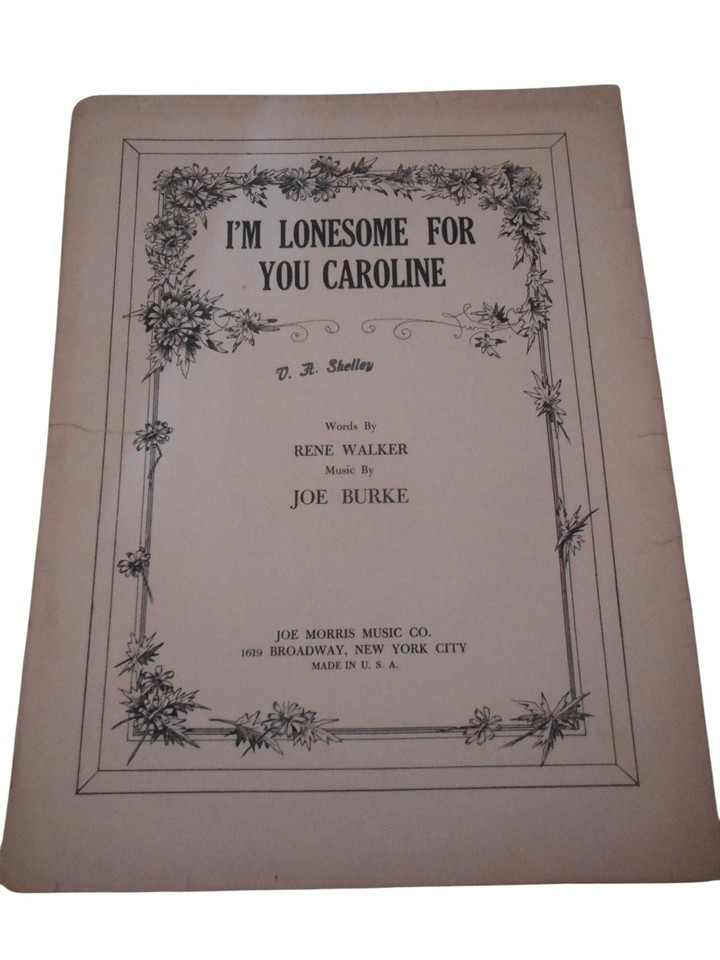 I'M LONESOME FOR
YOU CAROLINE
V. A. Shelley
Words By
RENE WALKER
Music By
JOE BURKE
JOE MORRIS MUSIC CO.
1619 BROADWAY, NEW YORK CITY
MADE IN U. S. A.